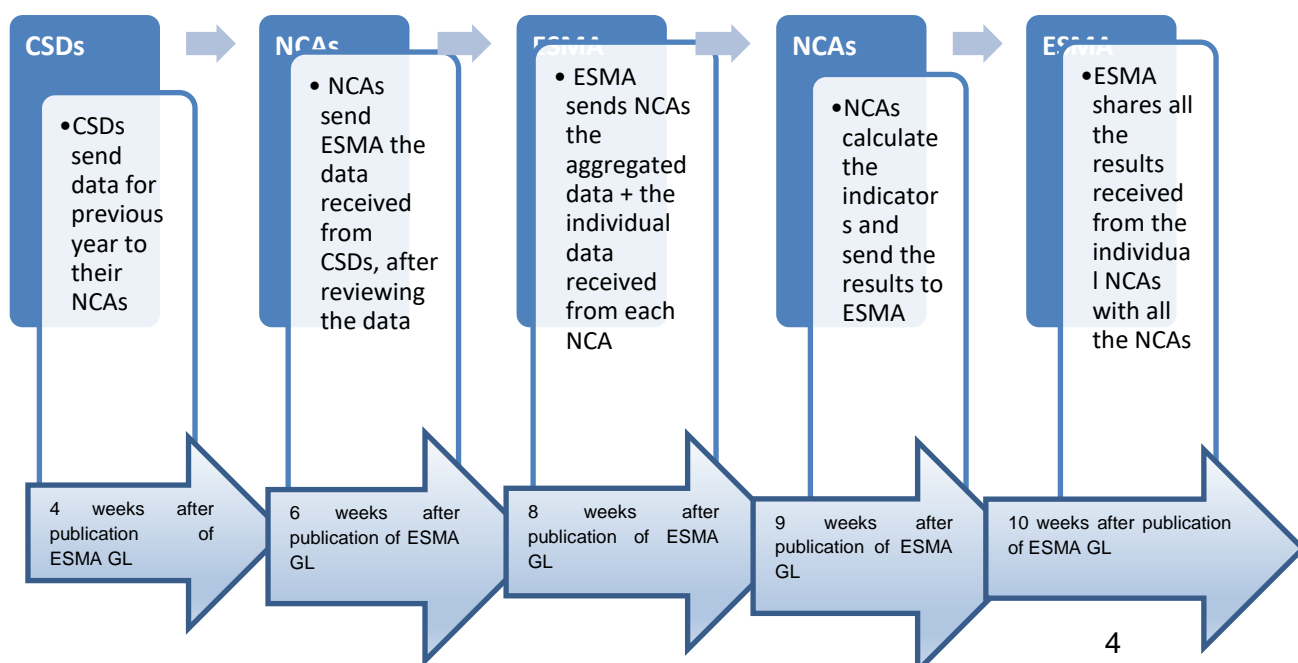 CSDs
•CSDs
send
data for
previous
year to
their
NCAs
NCAs
• NCAs
send
ESMA the
data
received
from
CSDs, after
reviewing
the data
ESMA
• ESMA
sends NCAs
the
aggregated
data + the
individual
data
received
from each
NCA
NCAs
•NCAs
calculate
the
indicator
s and
send the
results to
ESMA
ESMA
•ESMA
shares all
the
results
received
from the
individua
l NCAs
with all
the NCAs
4 weeks after
publication of
ESMA GL
6 weeks after
publication of ESMA
GL
8 weeks after
publication of ESMA
GL
9 weeks after
publication of ESMA
GL
10 weeks after publication
of ESMA GL
4